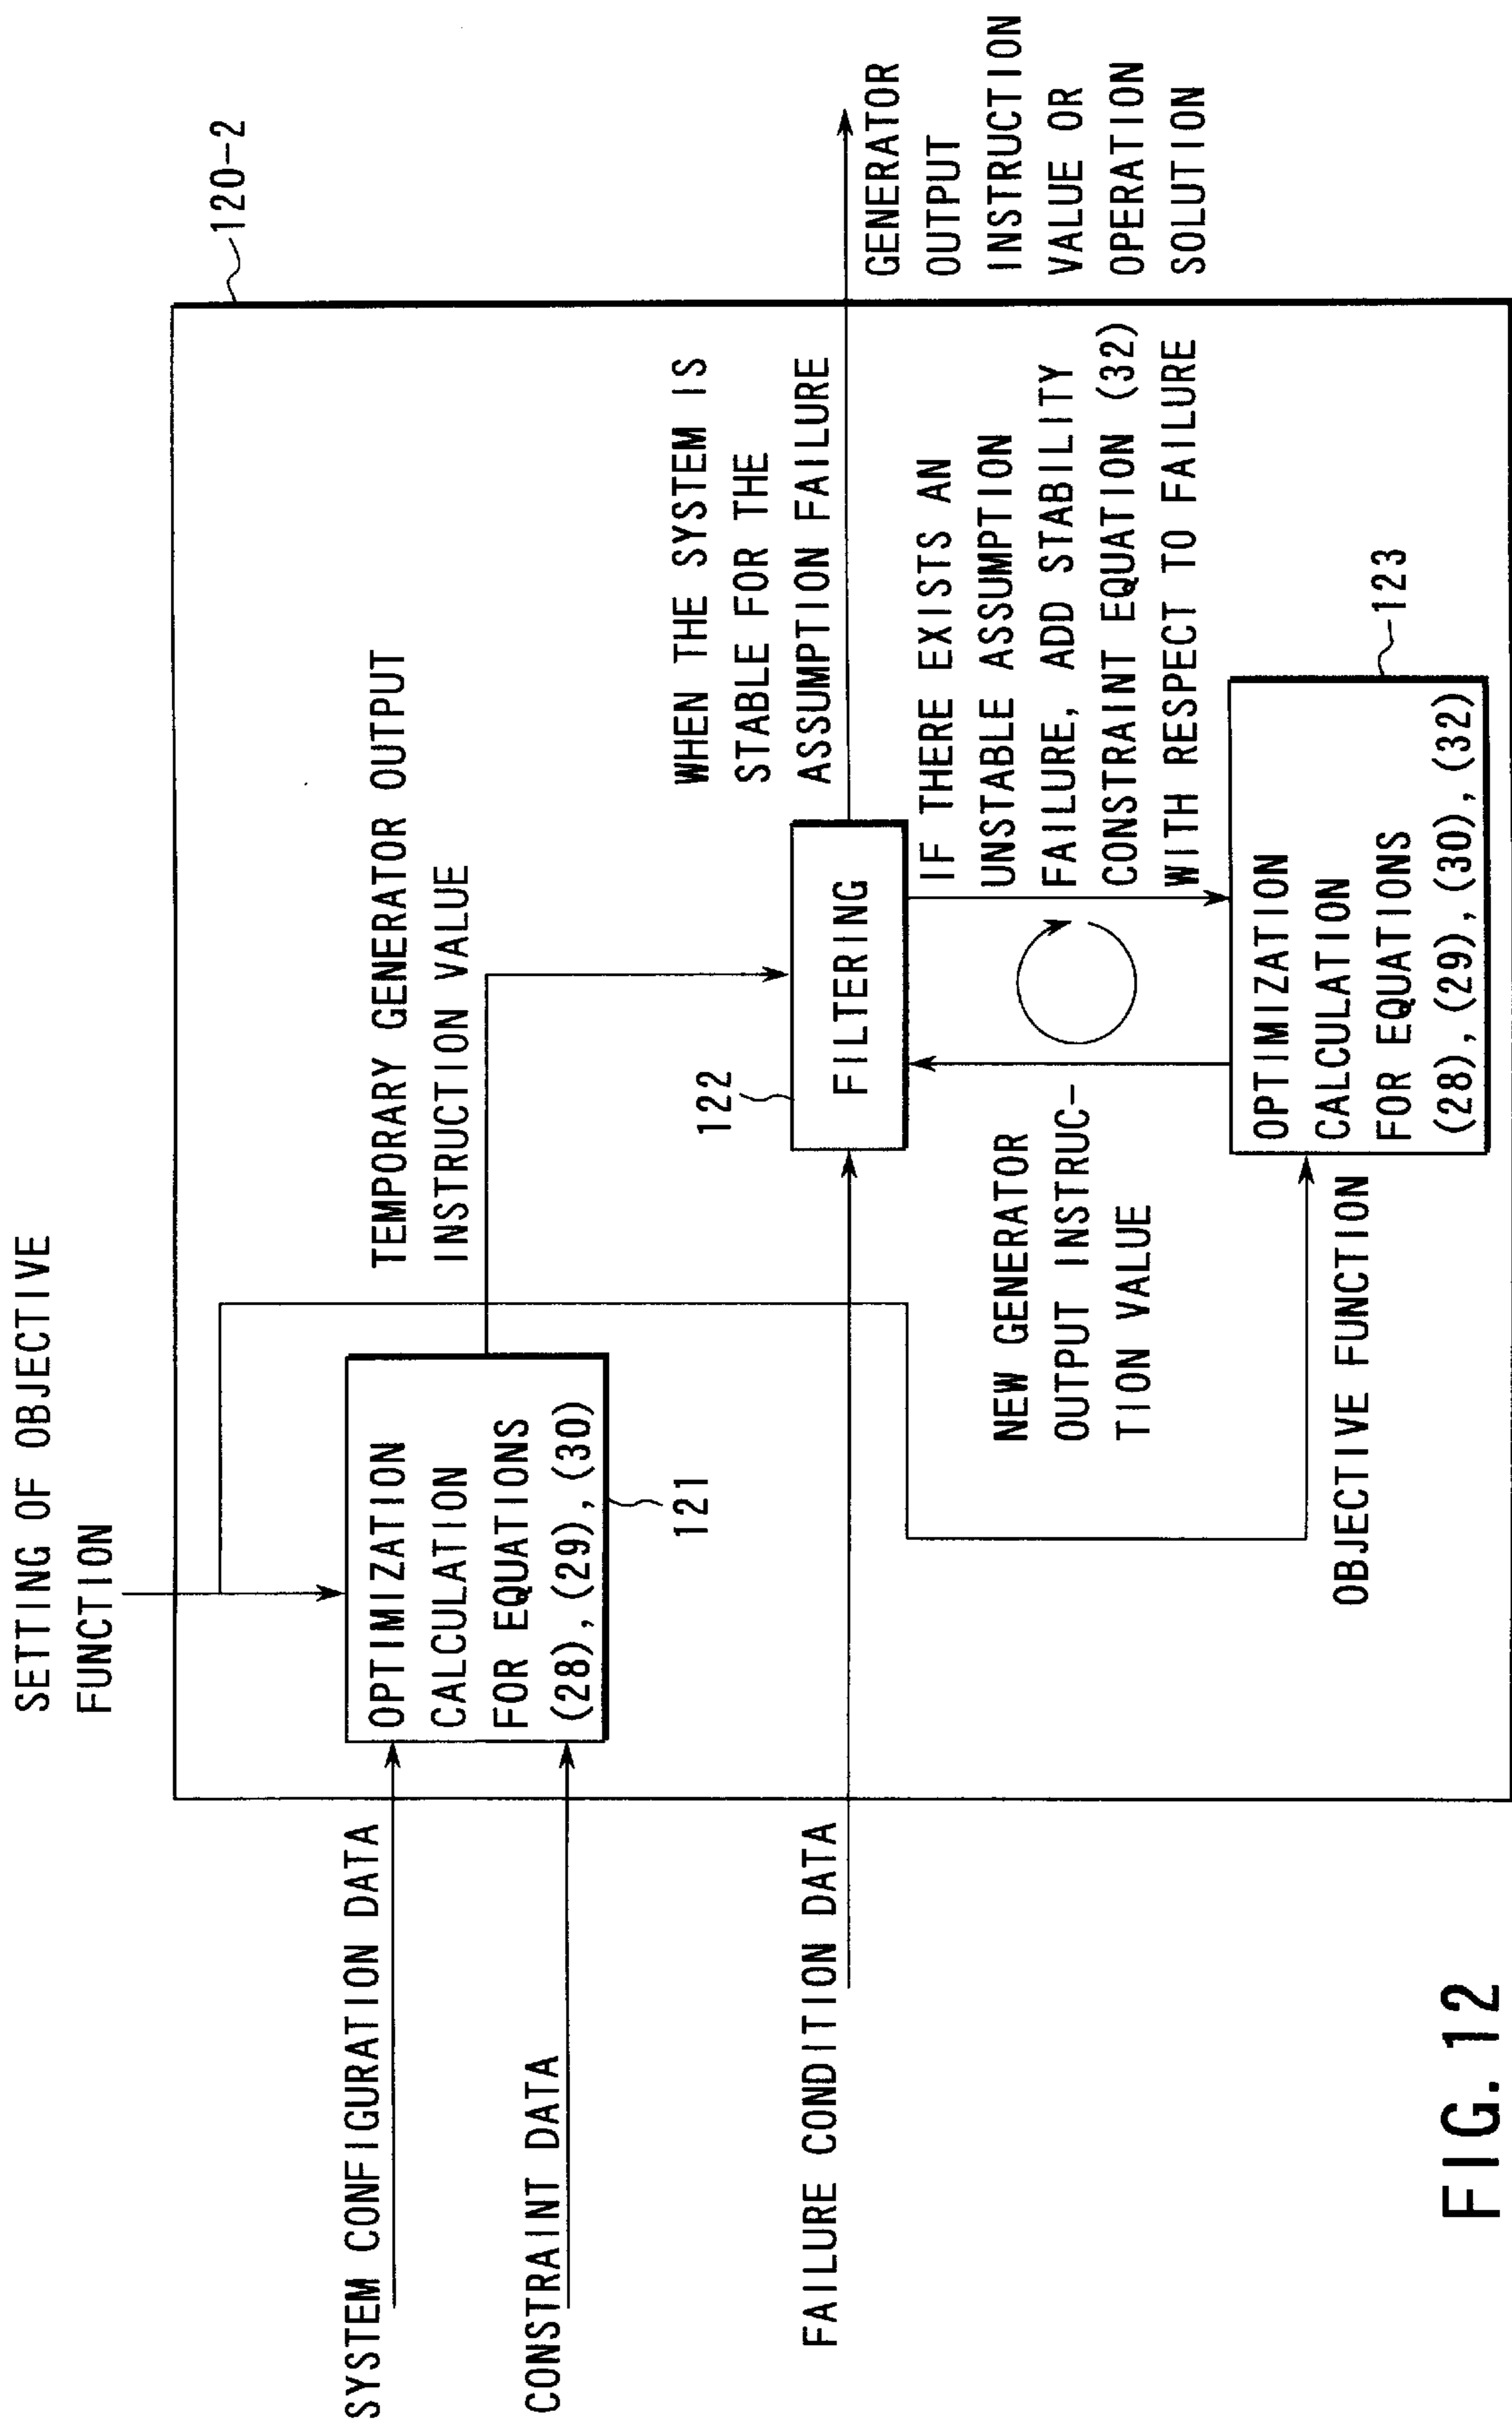 SETTING OF OBJECTIVE
FUNCTION
120-2
SYSTEM CONFIGURATION DATA
CONSTRAINT DATA
OPTIMIZATION
CALCULATION
FOR EQUATIONS
(28), (29), (30)
121
TEMPORARY GENERATOR OUTPUT
INSTRUCTION VALUE
FAILURE CONDITION DATA
122
FILTERING
WHEN THE SYSTEM IS
STABLE FOR THE
ASSUMPTION FAILURE
GENERATOR
OUTPUT
INSTRUCTION
VALUE OR
OPERATION
SOLUTION
NEW GENERATOR
OUTPUT INSTRUC-
TION VALUE
IF THERE EXISTS AN
UNSTABLE ASSUMPTION
FAILURE, ADD STABILITY
CONSTRAINT EQUATION (32)
WITH RESPECT TO FAILURE
OBJECTIVE FUNCTION
OPTIMIZATION
CALCULATION
FOR EQUATIONS
(28), (29), (30), (32)
123
FIG. 12